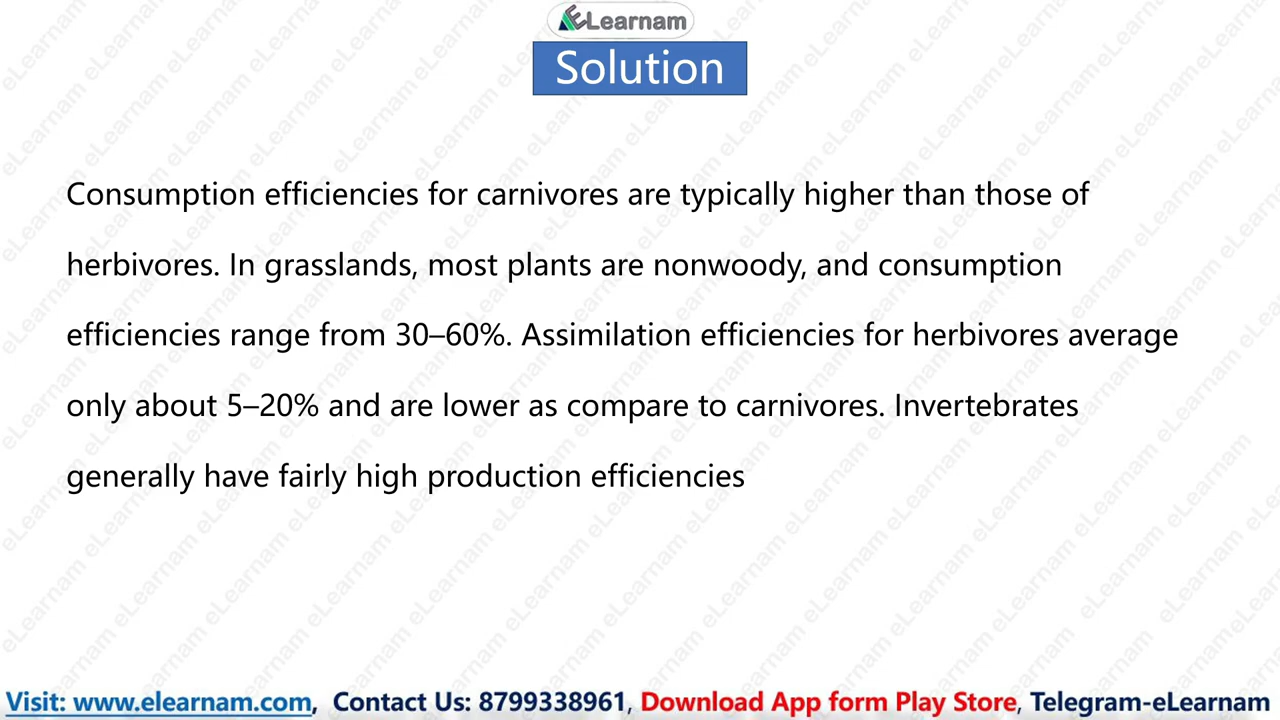 eLearnam
Solution
Consumption efficiencies for carnivores are typically higher than those of
herbivores. In grasslands, most plants are nonwoody, and consumption
efficiencies range from 30–60%. Assimilation efficiencies for herbivores average
only about 5–20% and are lower as compare to carnivores. Invertebrates
generally have fairly high production efficiencies
Visit: www.elearnam.com, Contact Us: 8799338961, Download App form Play Store, Telegram-eLearnam